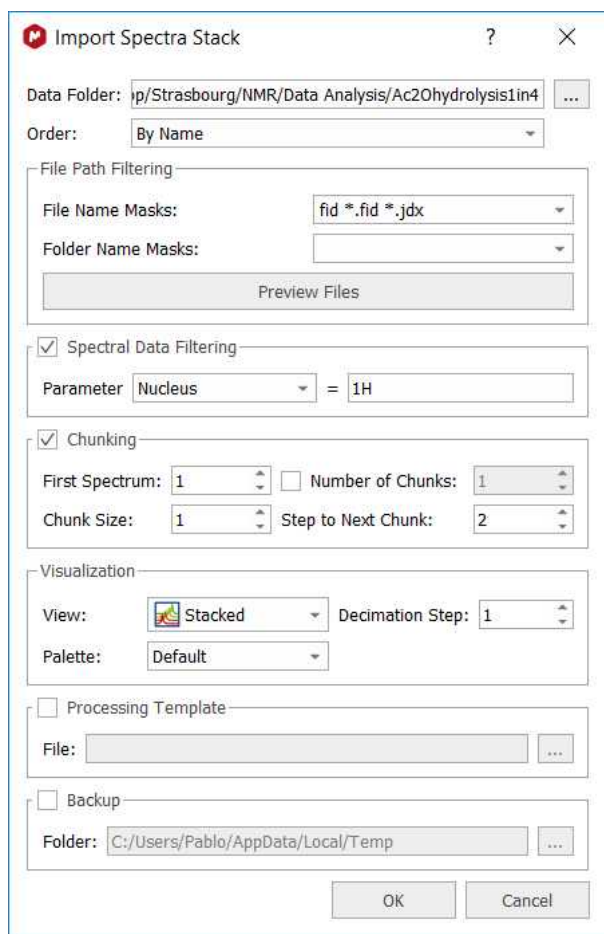 Import Spectra Stack ?
Data Folder: op/Strasbourg/NMR/Data Analysis/Ac2Ohydrolysis1in4 ...
Order: By Name
File Path Filtering
File Name Masks: fid *.fid *.jdx
Folder Name Masks:
Preview Files
Spectral Data Filtering
Parameter Nucleus = 1H
Chunking
First Spectrum: 1 Number of Chunks: 1
Chunk Size: 1 Step to Next Chunk: 2
Visualization
View: Stacked Decimation Step: 1
Palette: Default
Processing Template
File: ...
Backup
Folder: C:/Users/Pablo/AppData/Local/Temp ...
OK Cancel